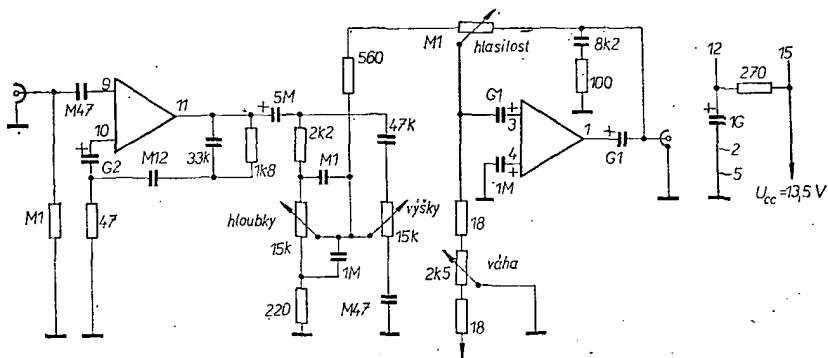 M47
9
10
11
G2
M12
33k
1k8
M1
47
5M
2k2
M1
47k
hloubky
15k
výšky
15k
1M
220
M47
560
M1
hlasilost
8k2
100
G1
3
4
1M
1
G1
18
2k5
váha
18
12
15
270
1G
2
5
Ucc=13,5 V